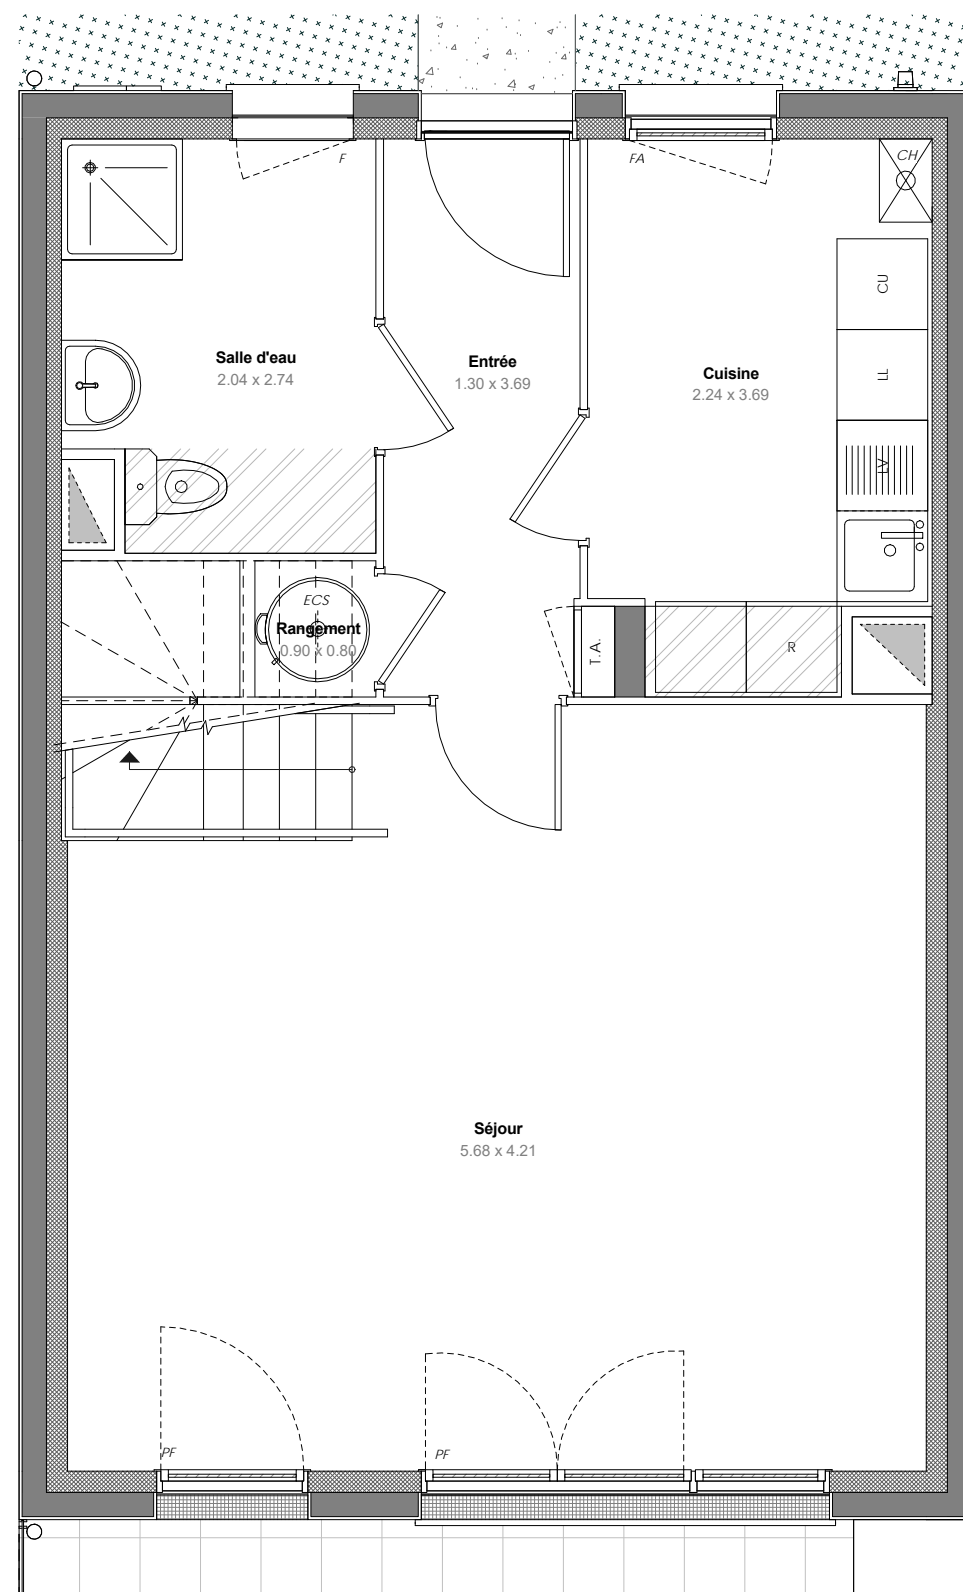 F
FA
CH
CU
Salle d'eau
2.04 x 2.74
Entrée
1.30 x 3.69
Cuisine
2.24 x 3.69
LL
LV
ECS
Rangement
0.90 x 0.80
T.A.
R
Séjour
5.68 x 4.21
PF
PF